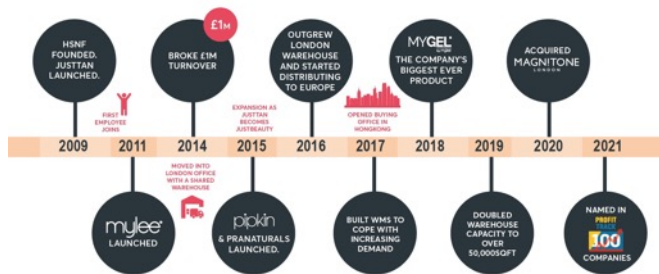 HSNF
FOUNDED.
JUSTTAN
LAUNCHED.
£1M
BROKE £1M
TURNOVER
OUTGREW
LONDON
WAREHOUSE
AND STARTED
DISTRIBUTING
TO EUROPE
MYGEL
THE COMPANY'S
BIGGEST EVER
PRODUCT
ACQUIRED
MAGNITONE
LONDON
FIRST
EMPLOYEE
JOINS
EXPANSION AS
JUSTTAN
BECOMES
JUSTBEAUTY
OPENED BUYING
OFFICE IN
HONGKONG
2009 2011 2014 2015 2016 2017 2018 2019 2020 2021
MOVED INTO
LONDON OFFICE
WITH A SHARED
WAREHOUSE
mylee
LAUNCHED
pipkin
& PRANATURALS
LAUNCHED.
BUILT WMS TO
COPE WITH
INCREASING
DEMAND
DOUBLED
WAREHOUSE
CAPACITY TO
OVER
50,000SQFT
NAMED IN
PROFIT
TRACK
100
COMPANIES